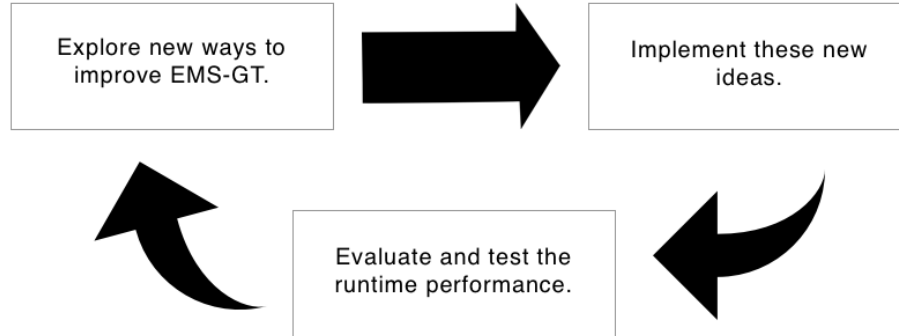 Explore new ways to
improve EMS-GT.
Implement these new
ideas.
Evaluate and test the
runtime performance.